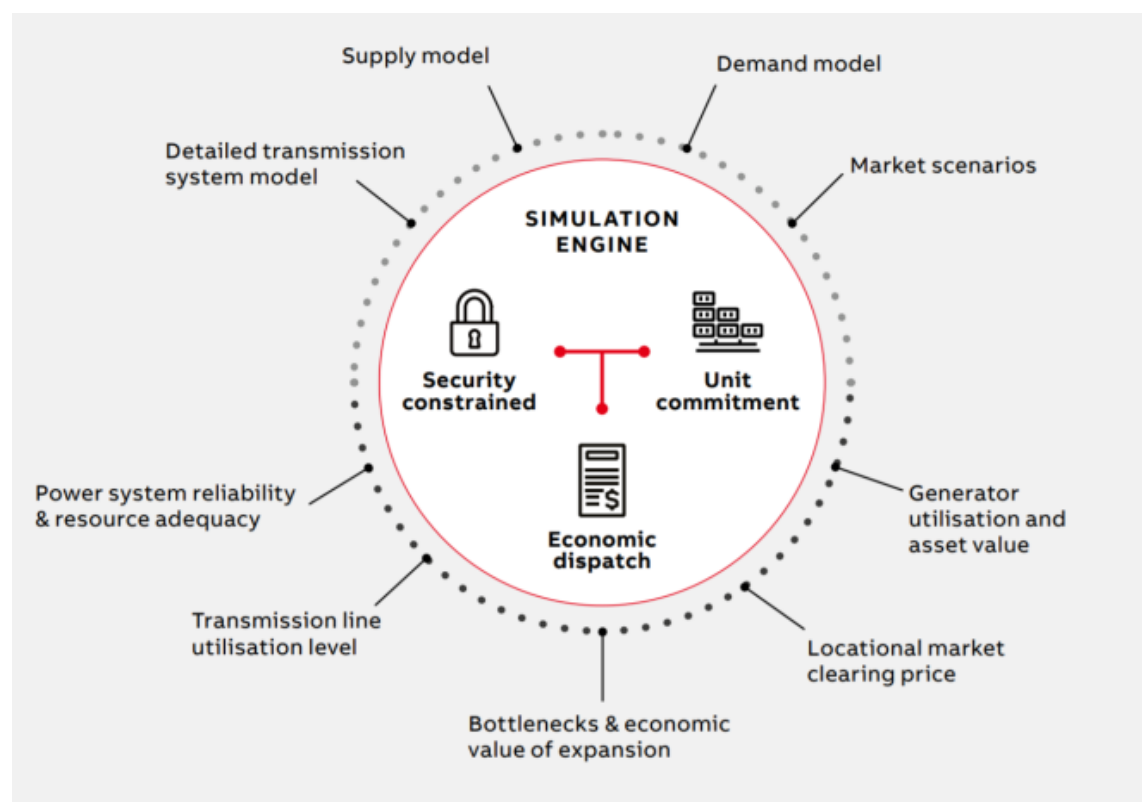 Supply model
Demand model
Detailed transmission
system model
Market scenarios
SIMULATION
ENGINE
Security
constrained
Unit
commitment
$
Economic
dispatch
Power system reliability
& resource adequacy
Generator
utilisation and
asset value
Transmission line
utilisation level
Locational market
clearing price
Bottlenecks & economic
value of expansion